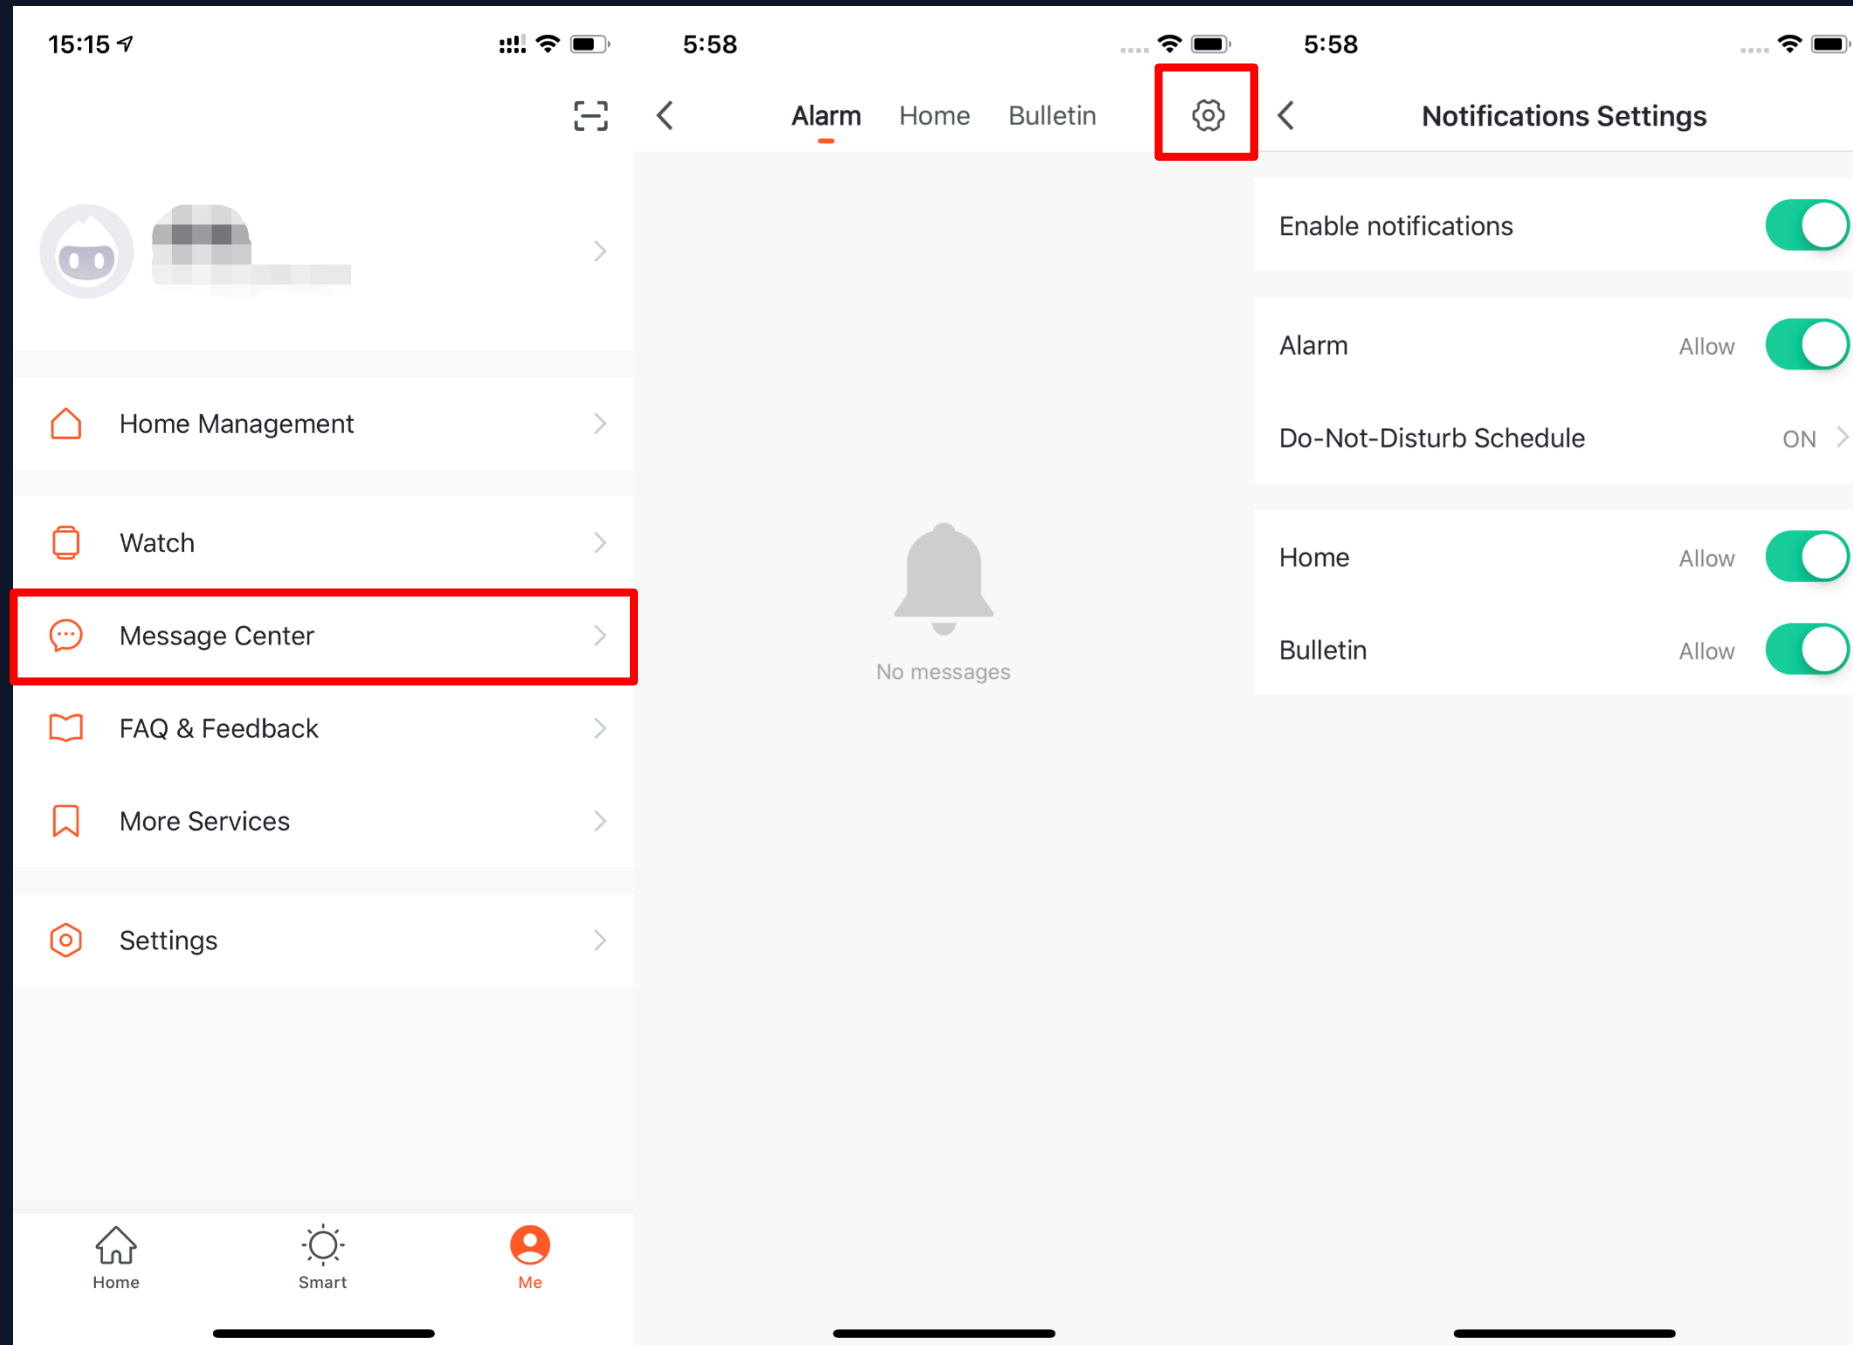 15:15
Home Management
Watch
Message Center
FAQ & Feedback
More Services
Settings
Home
Smart
Me
5:58
Alarm Home Bulletin
No messages
5:58
Notifications Settings
Enable notifications
Alarm Allow
Do-Not-Disturb Schedule ON
Home Allow
Bulletin Allow